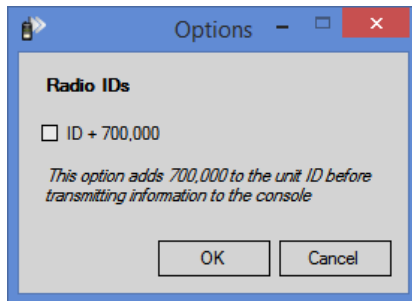 Options
Radio IDs
ID + 700,000
This option adds 700,000 to the unit ID before
transmitting information to the console
OK
Cancel